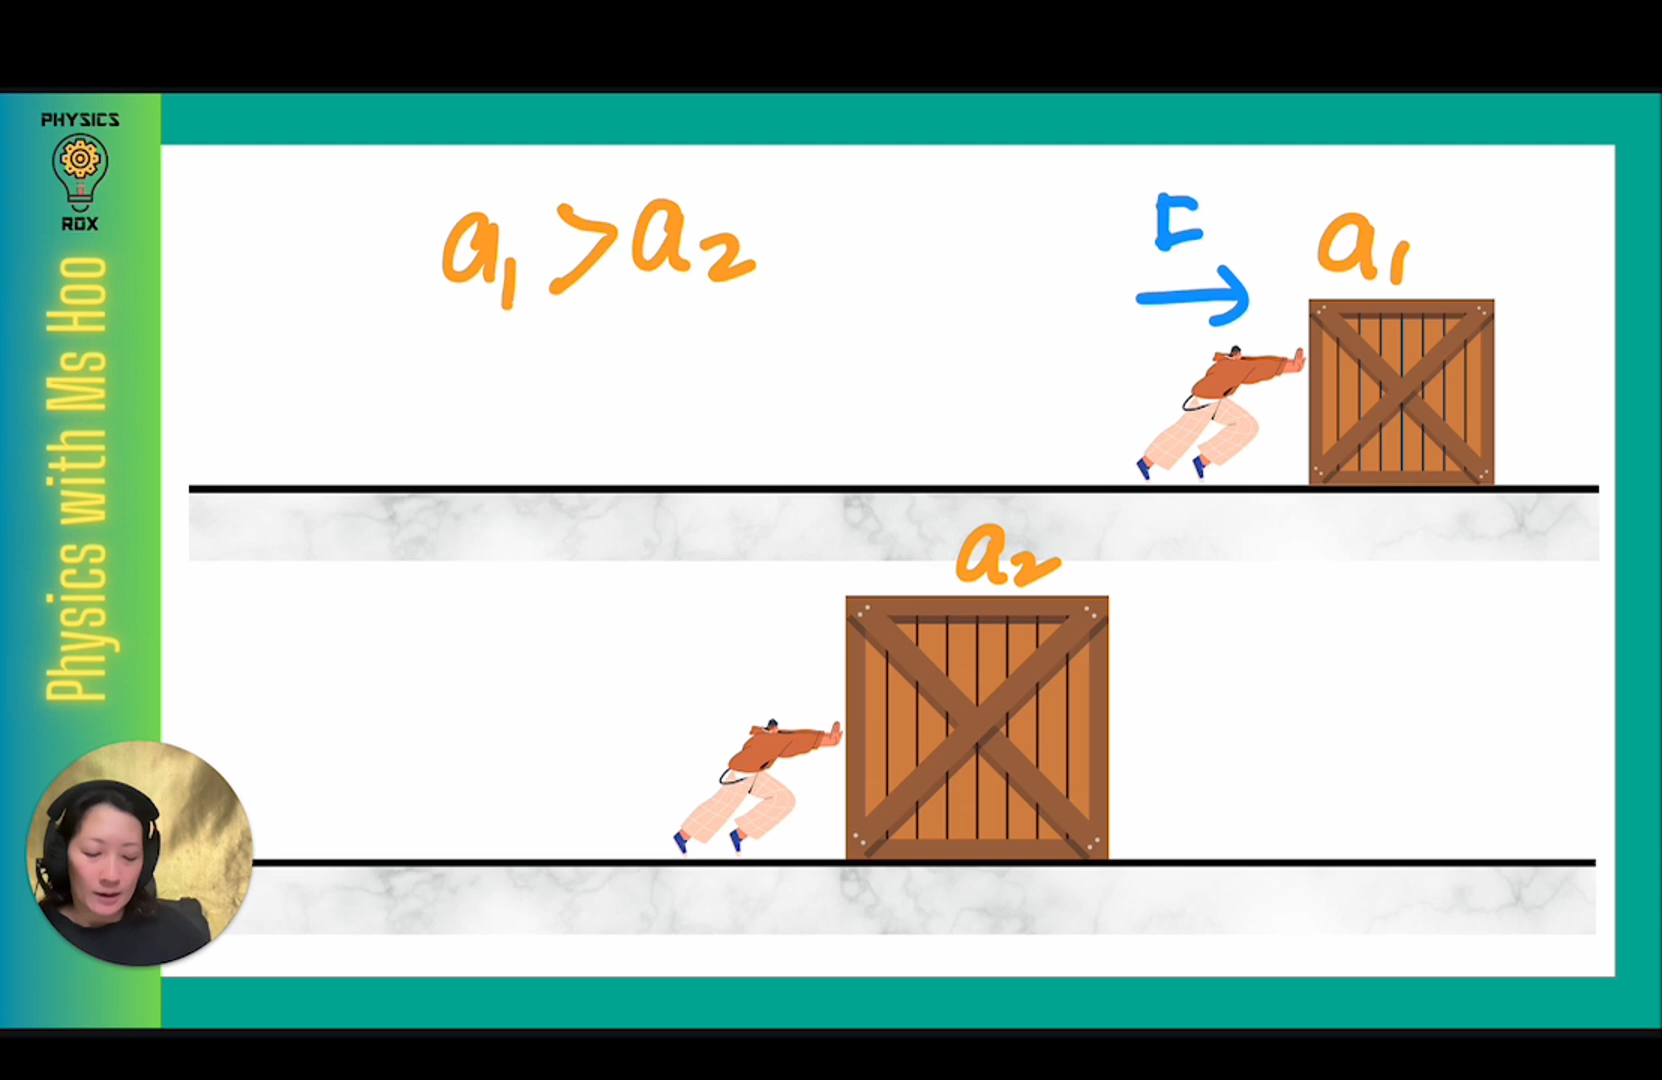 PHYSICS
ROX
Physics with Ms Hoo
a₁ > a₂
F
a₁
a₂